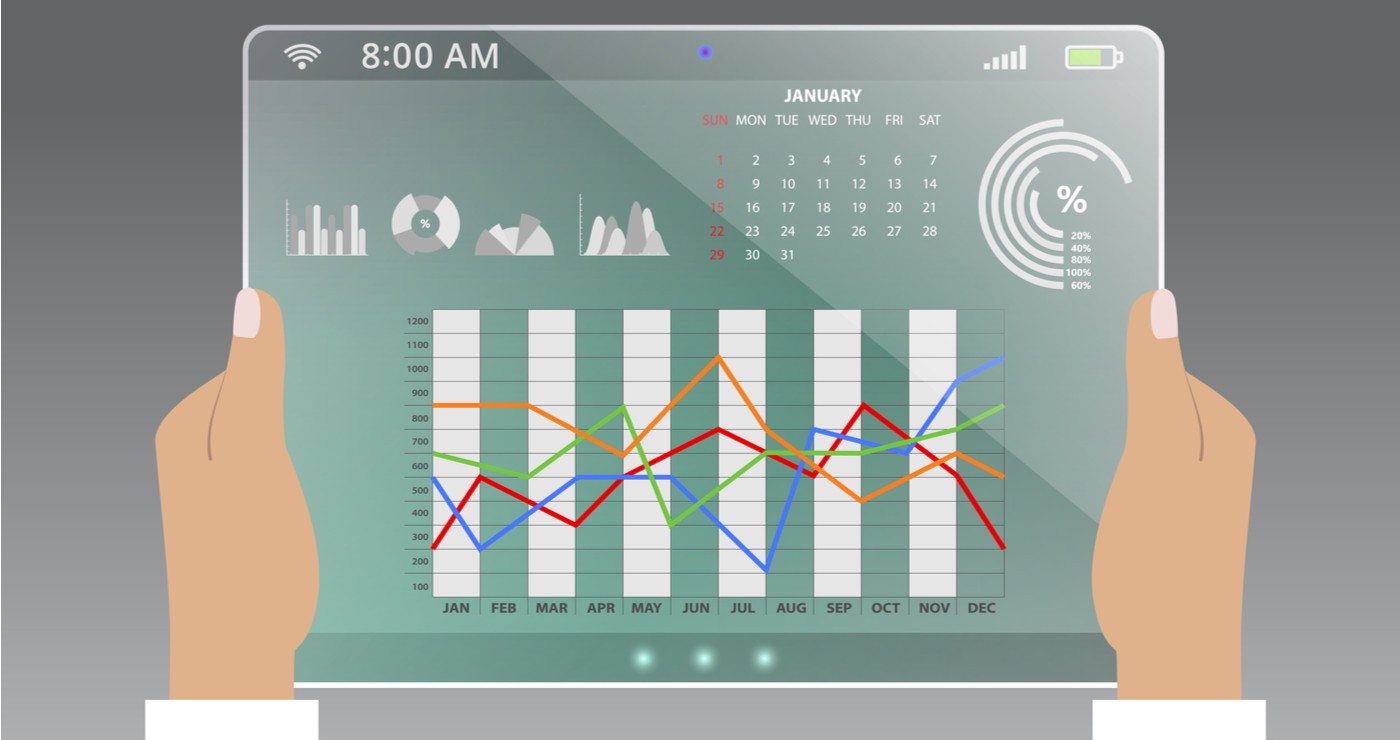 8:00 AM
JANUARY
SUN MON TUE WED THU FRI SAT
1 2 3 4 5 6 7
8 9 10 11 12 13 14
15 16 17 18 19 20 21
22 23 24 25 26 27 28
29 30 31
%
%
20%
40%
80%
100%
60%
1200
1100
1000
900
800
700
600
500
400
300
200
100
JAN FEB MAR APR MAY JUN JUL AUG SEP OCT NOV DEC